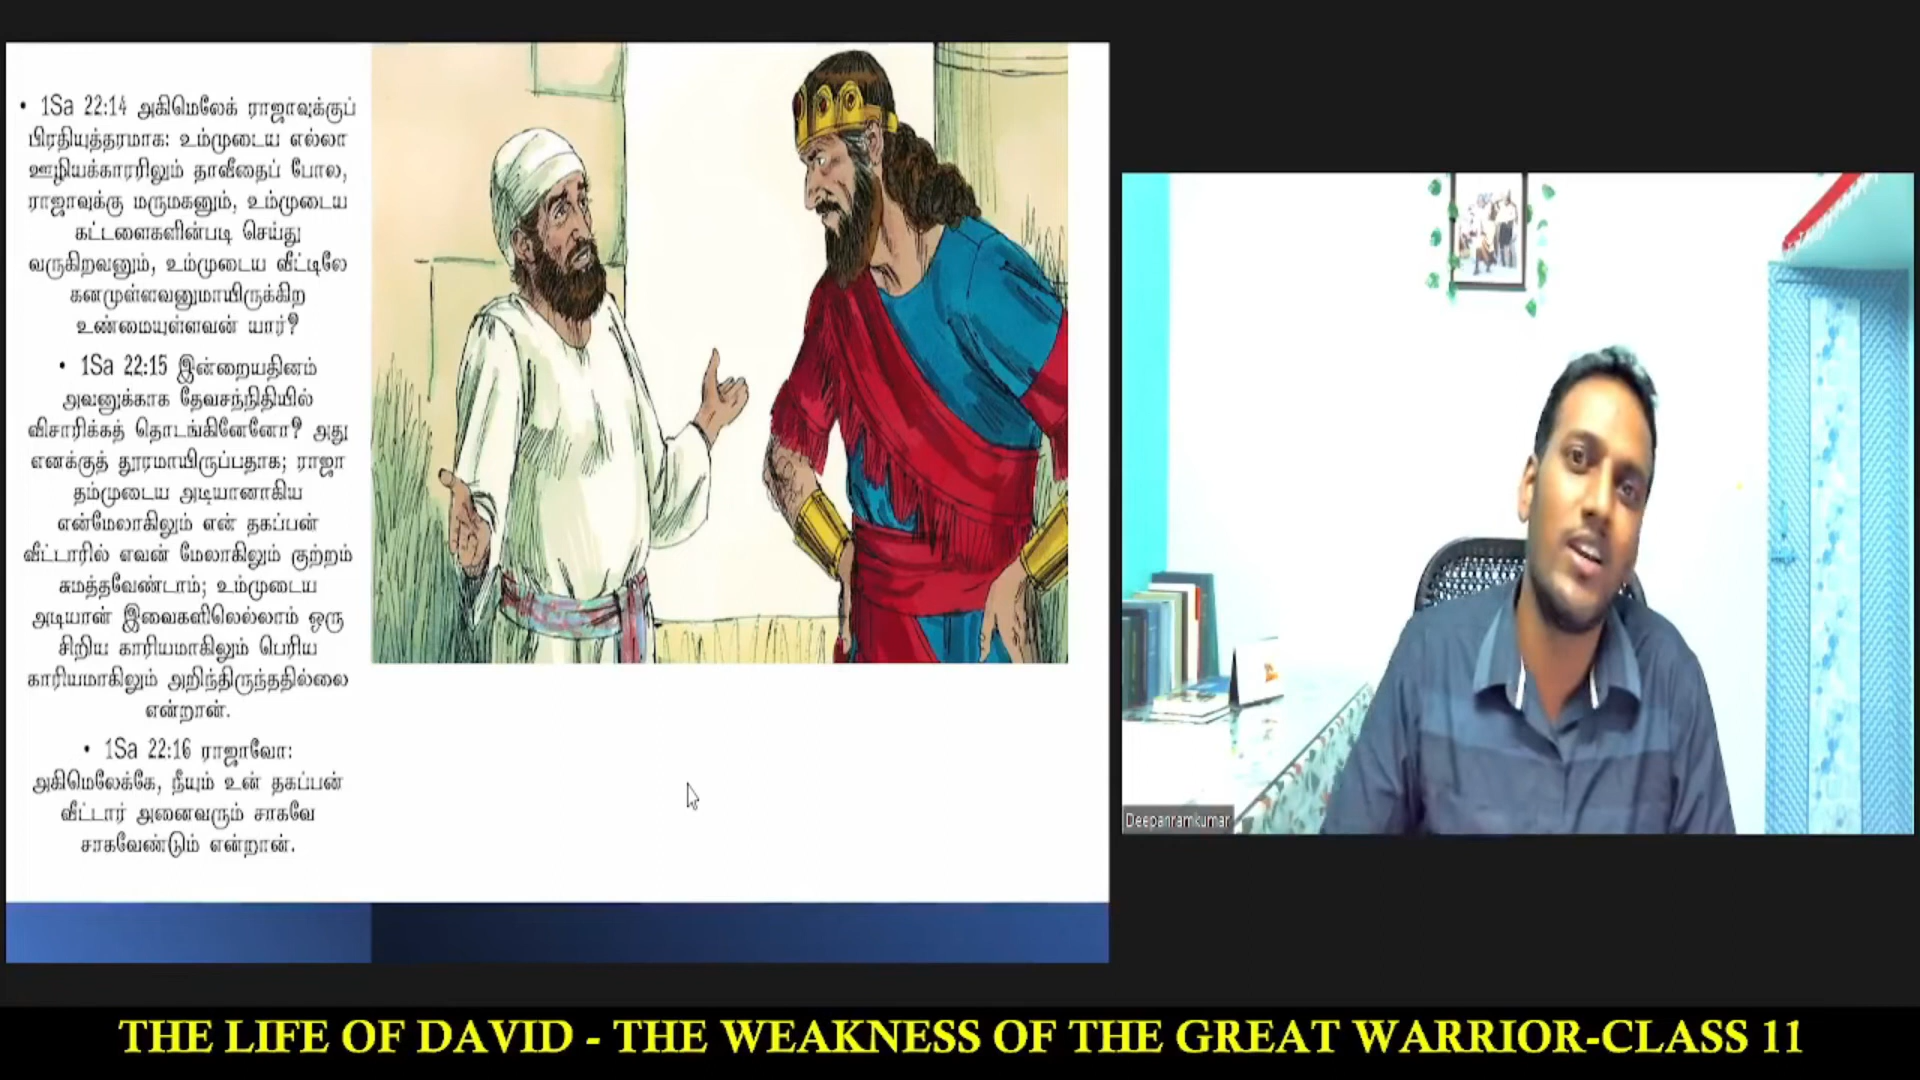 • 1Sa 22:14 அகிமெலேக் ராஜாவுக்குப்
பிரதியுத்தரமாக: உம்முடைய எல்லா
ஊழியக்காரரிலும் தாவீதைப் போல,
ராஜாவுக்கு மருமகனும், உம்முடைய
கட்டளைகளின்படி செய்து
வருகிறவனும், உம்முடைய வீட்டிலே
கனமுள்ளவனுமாயிருக்கிற
உண்மையுள்ளவன் யார்?
• 1Sa 22:15 இன்றையதினம்
அவனுக்காக தேவசந்நிதியில்
விசாரிக்கத் தொடங்கினேனோ? அது
எனக்குத் தூரமாயிருப்பதாக; ராஜா
தம்முடைய அடியானாகிய
என்மேலாகிலும் என் தகப்பன்
வீட்டாரில் எவன் மேலாகிலும் குற்றம்
சுமத்தவேண்டாம்; உம்முடைய
அடியான் இவைகளிலெல்லாம் ஒரு
சிறிய காரியமாகிலும் பெரிய
காரியமாகிலும் அறிந்திருந்ததில்லை
என்றான்.
• 1Sa 22:16 ராஜாவோ:
அகிமெலேக்கே, நீயும் உன் தகப்பன்
வீட்டார் அனைவரும் சாகவே
சாகவேண்டும் என்றான்.
Deepanramkumar
THE LIFE OF DAVID - THE WEAKNESS OF THE GREAT WARRIOR-CLASS 11